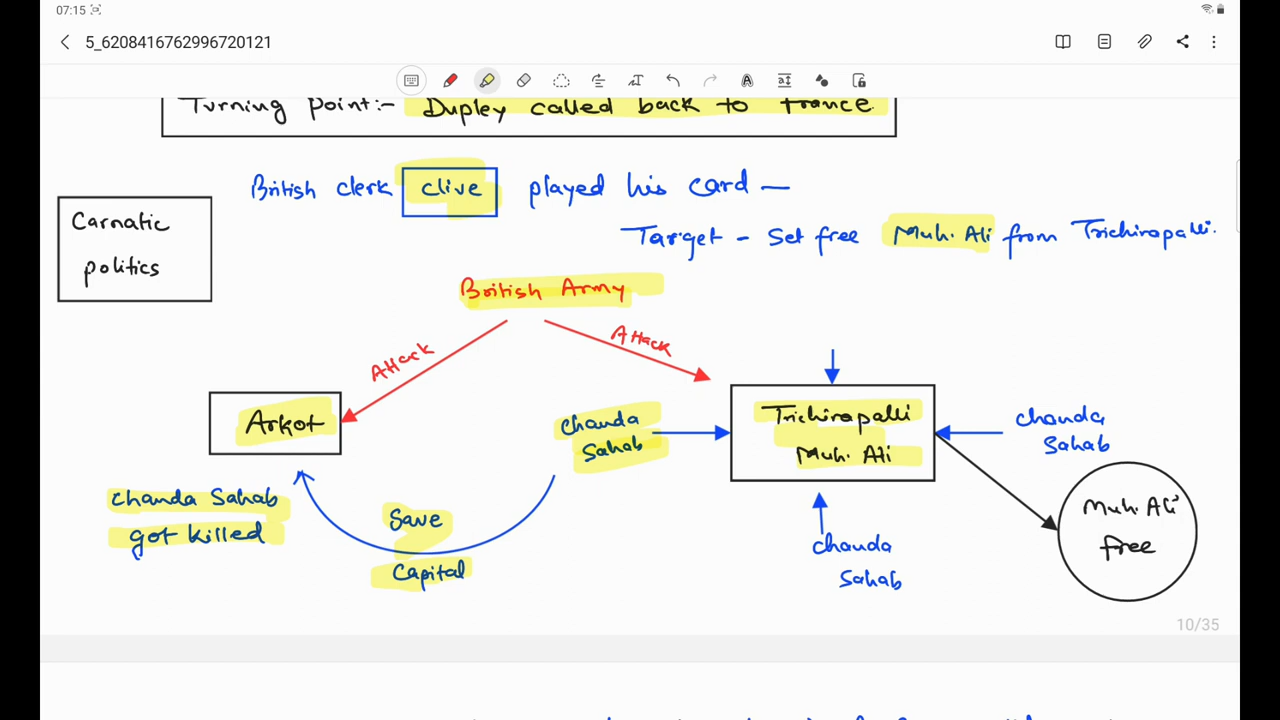 07:15
5_6208416762996720121
Turning point:- Dupley called back to france.
British clerk clive played his card —
Target - Set free Muh. Ali from Trichirapalli.
Carnatic
politics
British Army
Attack
Attack
Arkot
Chanda
Sahab
Trichirapalli
Muh. Ali
chanda
Sahab
Chanda Sahab
got killed
Save
Capital
chanda
Sahab
Muh. Ali
free
10/35